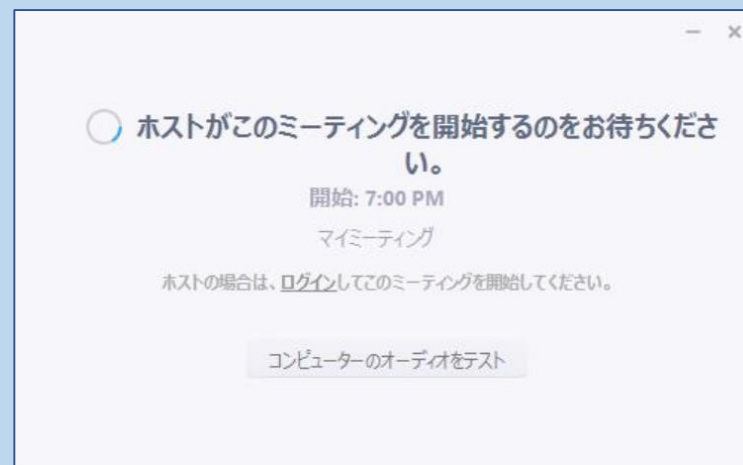 ホストがこのミーティングを開始するのをお待ちくださ
い。
開始: 7:00 PM
マイミーティング
ホストの場合は、ログインしてこのミーティングを開始してください。
コンピューターのオーディオをテスト